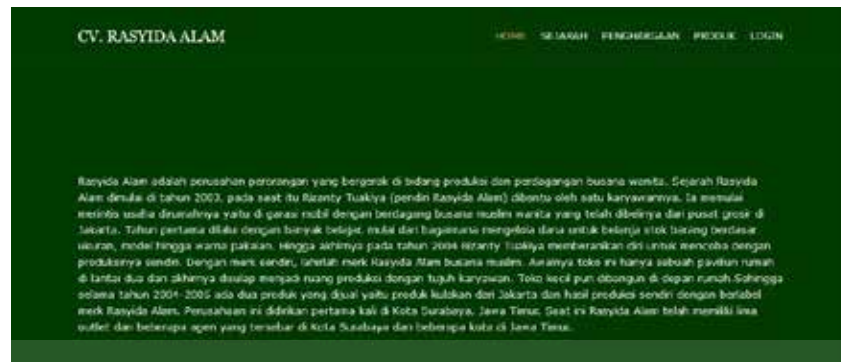 CV. RASYIDA ALAM
HOME SEJARAH PENGHARGAAN PRODUK LOGIN
Rasyida Alam adalah perusahan perorangan yang bergerak di bidang produksi dan perdagangan busana wanita. Sejarah Rasyida
Alam dimulai di tahun 2003, pada saat itu Rizanty Tuakiya (pendiri Rasyida Alam) dibantu oleh satu karyawannya. Ia memulai
merintis usaha dirumahnya yaitu di garasi mobil dengan berdagang busana muslim wanita yang telah dibelinya dari pusat grosir di
Jakarta. Tahun pertama dilalui dengan banyak belajar, mulai dari bagaimana mengelola dana untuk belanja stok barang berdasar
ukuran, model hingga warna pakaian. Hingga akhirnya pada tahun 2004 Rizanty Tuakiya memberanikan diri untuk mencoba dengan
produksinya sendiri. Dengan merk sendiri, lahirlah merk Rasyida Alam busana muslim. Awalnya toko ini hanya sebuah paviliun rumah
di lantai dua dan akhirnya disulap menjadi ruang produksi dengan tujuh karyawan. Toko kecil pun dibangun di depan rumah.Sehingga
selama tahun 2004-2005 ada dua produk yang dijual yaitu produk kulakan dari Jakarta dan hasil produksi sendiri dengan berlabel
merk Rasyida Alam. Perusahaan ini didirikan pertama kali di Kota Surabaya, Jawa Timur. Saat ini Rasyida Alam telah memiliki lima
outlet dan beberapa agen yang tersebar di Kota Surabaya dan beberapa kota di Jawa Timur.